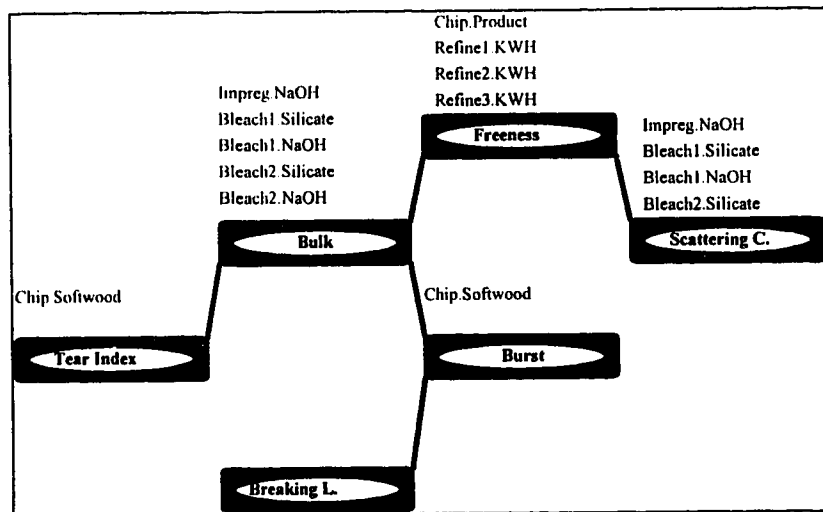 Chip.Product
Refine1.KWH
Refine2.KWH
Refine3.KWH
Freeness
Impreg.NaOH
Bleach1.Silicate
Bleach1.NaOH
Bleach2.Silicate
Bleach2.NaOH
Bulk
Impreg.NaOH
Bleach1.Silicate
Bleach1.NaOH
Bleach2.Silicate
Scattering C.
Chip.Softwood
Tear Index
Chip.Softwood
Burst
Breaking L.